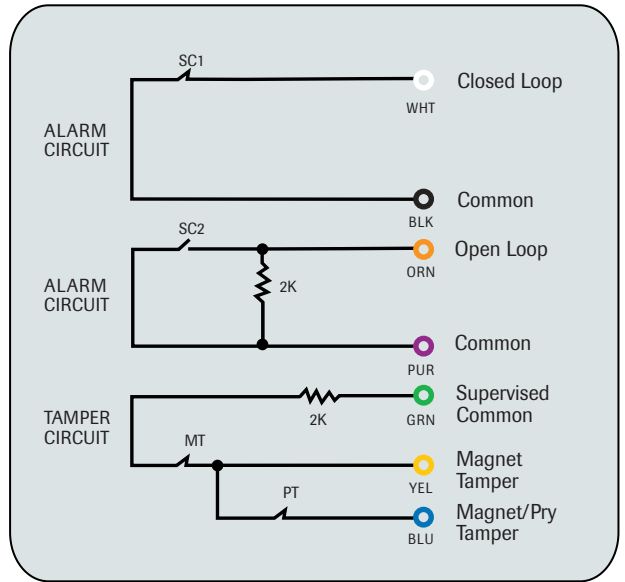 SC1
Closed Loop
WHT
ALARM
CIRCUIT
Common
BLK
SC2
Open Loop
ORN
2K
ALARM
CIRCUIT
Common
PUR
Supervised
Common
2K
GRN
TAMPER
CIRCUIT
MT
Magnet
Tamper
YEL
PT
Magnet/Pry
Tamper
BLU